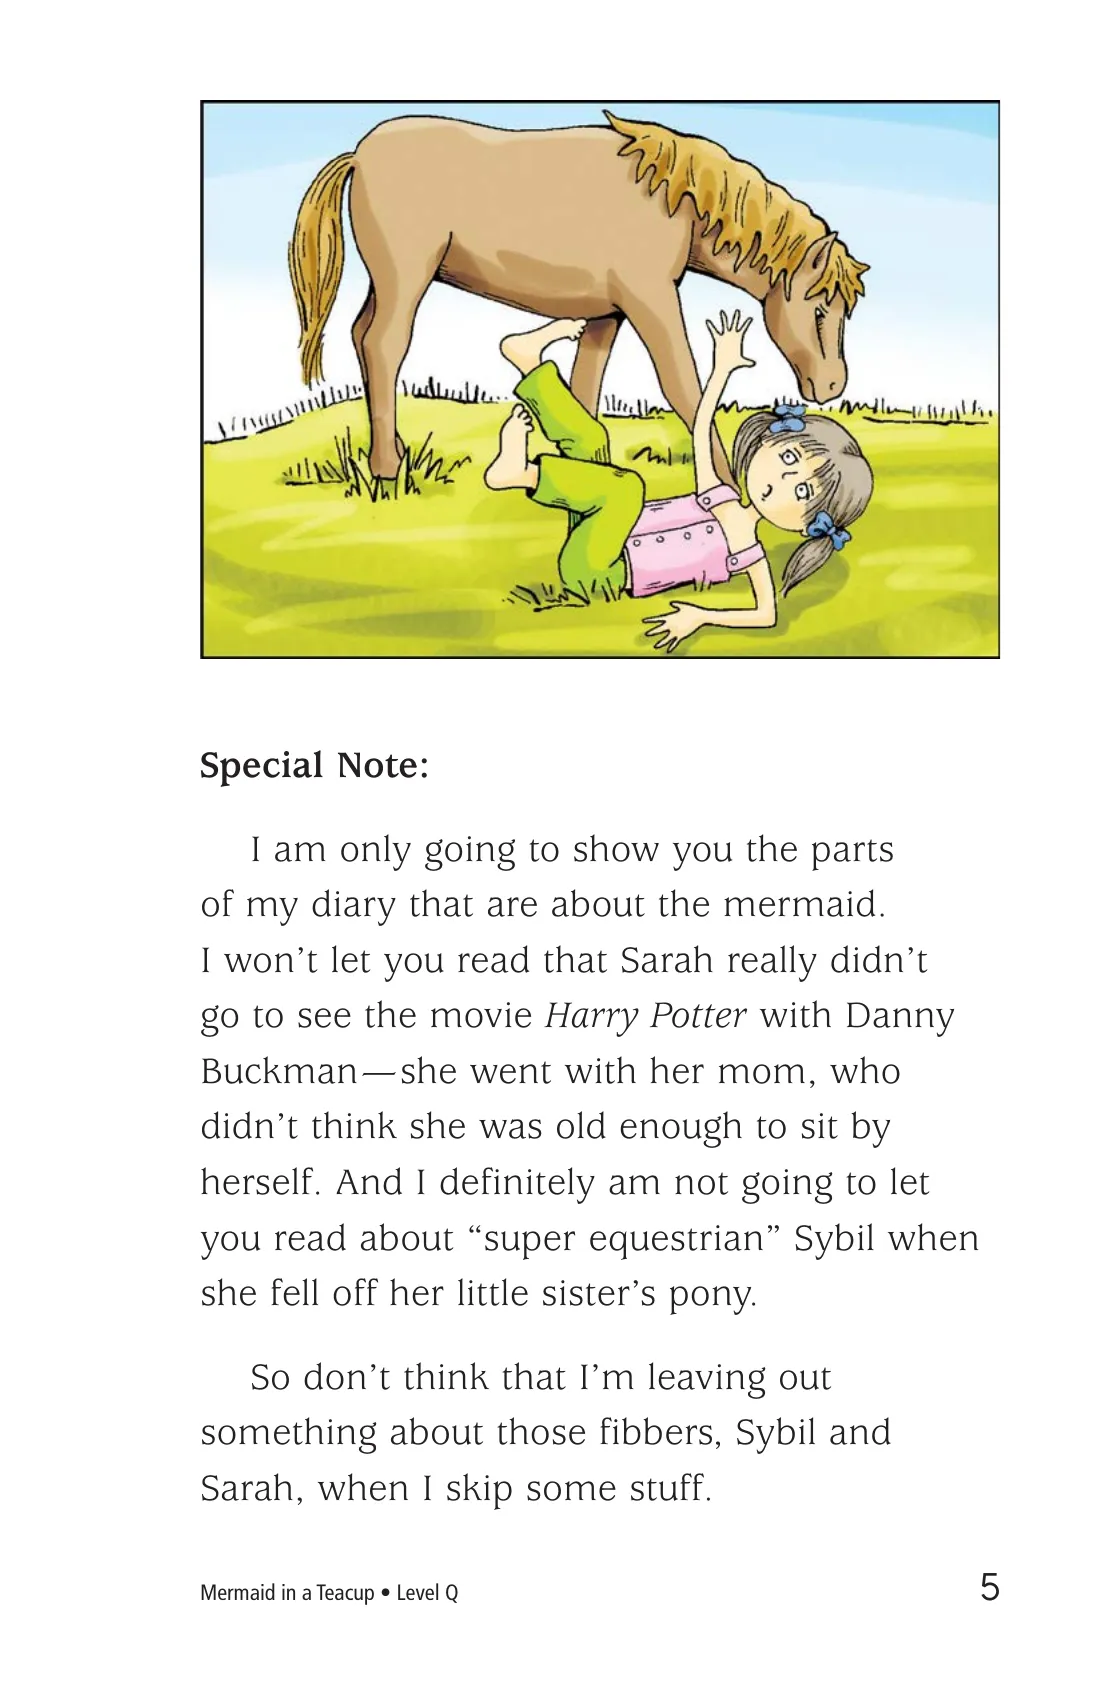 Special Note:
I am only going to show you the parts
of my diary that are about the mermaid.
I won’t let you read that Sarah really didn’t
go to see the movie Harry Potter with Danny
Buckman—she went with her mom, who
didn’t think she was old enough to sit by
herself. And I definitely am not going to let
you read about “super equestrian” Sybil when
she fell off her little sister’s pony.
So don’t think that I’m leaving out
something about those fibbers, Sybil and
Sarah, when I skip some stuff.
Mermaid in a Teacup • Level Q
5